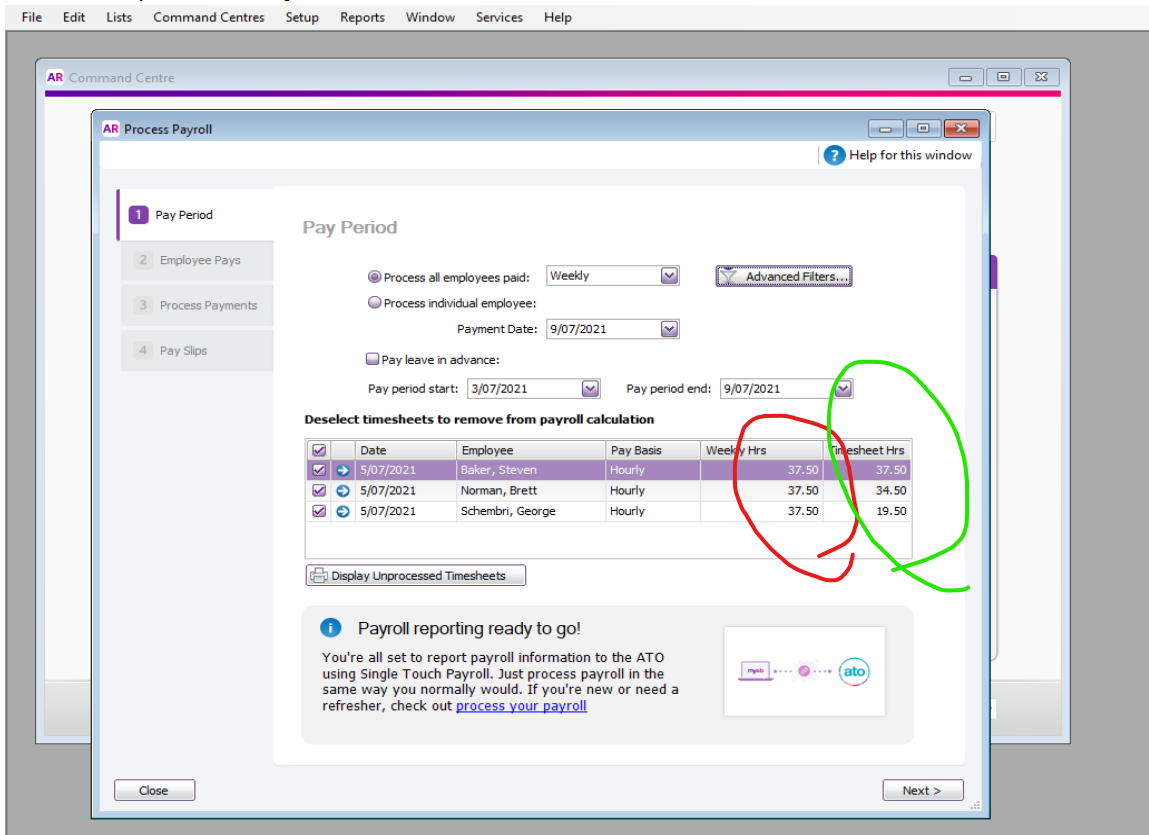 File Edit Lists Command Centres Setup Reports Window Services Help
AR Command Centre
AR Process Payroll
? Help for this window
1 Pay Period
2 Employee Pays
3 Process Payments
4 Pay Slips
Pay Period
Process all employees paid: Weekly Advanced Filters...
Process individual employee:
Payment Date: 9/07/2021
Pay leave in advance:
Pay period start: 3/07/2021 Pay period end: 9/07/2021
Deselect timesheets to remove from payroll calculation
Date Employee Pay Basis Weekly Hrs Timesheet Hrs
5/07/2021 Baker, Steven Hourly 37.50 37.50
5/07/2021 Norman, Brett Hourly 37.50 34.50
5/07/2021 Schembri, George Hourly 37.50 19.50
Display Unprocessed Timesheets
i Payroll reporting ready to go!
You're all set to report payroll information to the ATO
using Single Touch Payroll. Just process payroll in the
same way you normally would. If you're new or need a
refresher, check out process your payroll
myob ato
Close Next >